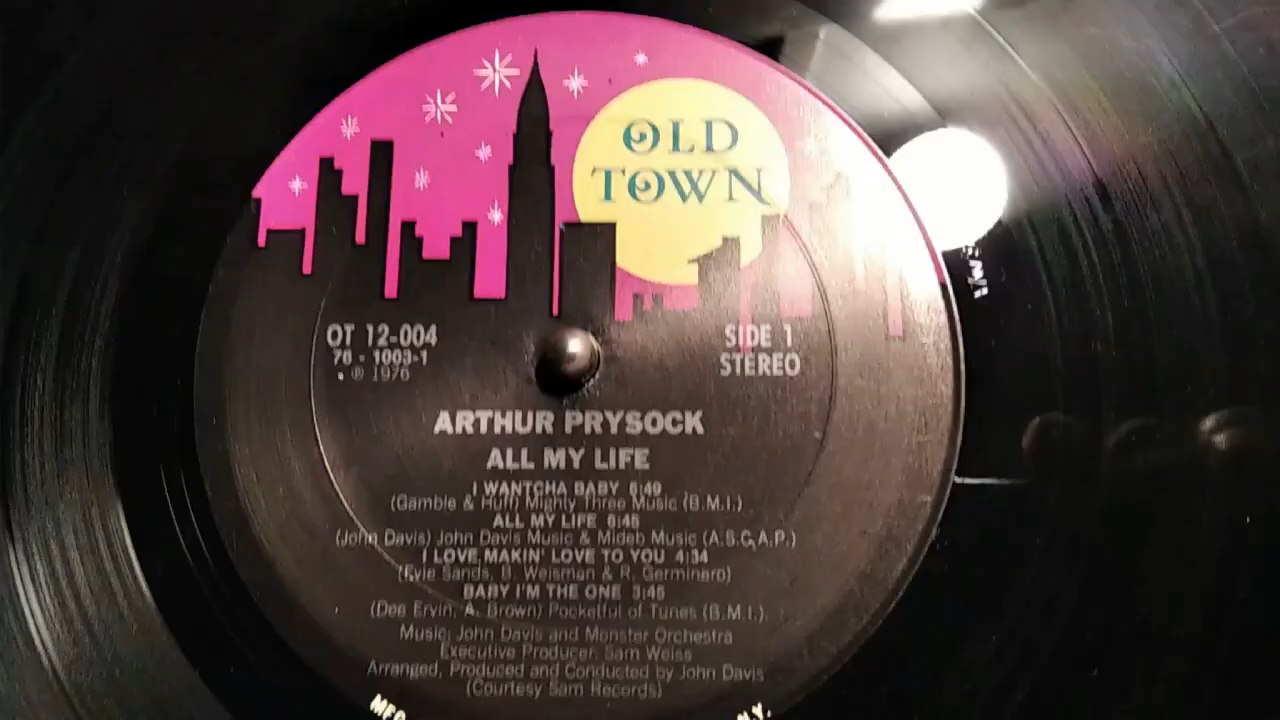 OLD
TOWN
OT 12-004
76 - 1003-1
℗ 1976
SIDE 1
STEREO
ARTHUR PRYSOCK
ALL MY LIFE
I WANTCHA BABY 6:49
(Gamble & Huff) Mighty Three Music (B.M.I.)
ALL MY LIFE 6:45
(John Davis) John Davis Music & Mideb Music (A.S.C.A.P.)
I LOVE MAKIN' LOVE TO YOU 4:34
(Evie Sands, B. Weisman & R. Germinaro)
BABY I'M THE ONE 3:45
(Dee Ervin, A. Brown) Pocketful of Tunes (B.M.I.)
Music: John Davis and Monster Orchestra
Executive Producer: Sam Weiss
Arranged, Produced and Conducted by John Davis
(Courtesy Sam Records)
N.Y.